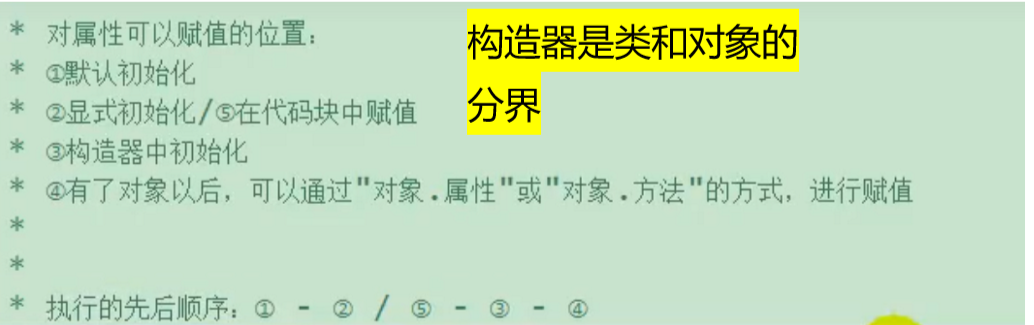 * 对属性可以赋值的位置:
* ①默认初始化
* ②显式初始化/⑤在代码块中赋值
* ③构造器中初始化
* ④有了对象以后,可以通过"对象.属性"或"对象.方法"的方式,进行赋值
*
*
* 执行的先后顺序:① - ② / ⑤ - ③ - ④
构造器是类和对象的
分界